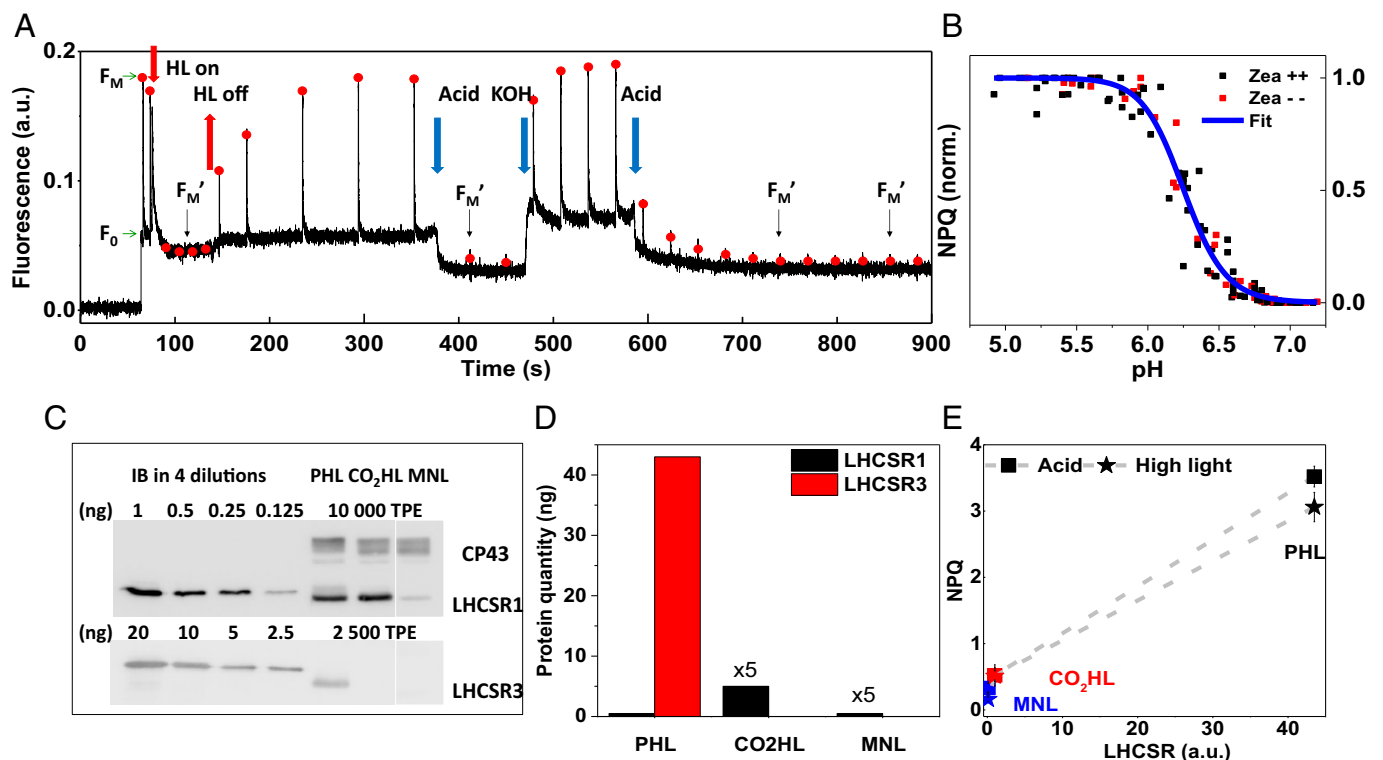 A
Fluorescence (a.u.)
0.2
0.1
0.0
F_M
F_0
HL on
HL off
F_M'
Acid
KOH
Acid
F_M'
F_M'
F_M'
0 100 200 300 400 500 600 700 800 900
Time (s)
B
Zea ++
Zea - -
Fit
1.0
0.5
0.0
NPQ (norm.)
5.0 5.5 6.0 6.5 7.0
pH
C
IB in 4 dilutions PHL CO₂HL MNL
(ng) 1 0.5 0.25 0.125 10 000 TPE
CP43
LHCSR1
(ng) 20 10 5 2.5 2 500 TPE
LHCSR3
D
Protein quantity (ng)
40
30
20
10
0
LHCSR1
LHCSR3
x5
x5
PHL CO2HL MNL
E
NPQ
4
3
2
1
0
Acid High light
PHL
CO₂HL
MNL
0 10 20 30 40
LHCSR (a.u.)